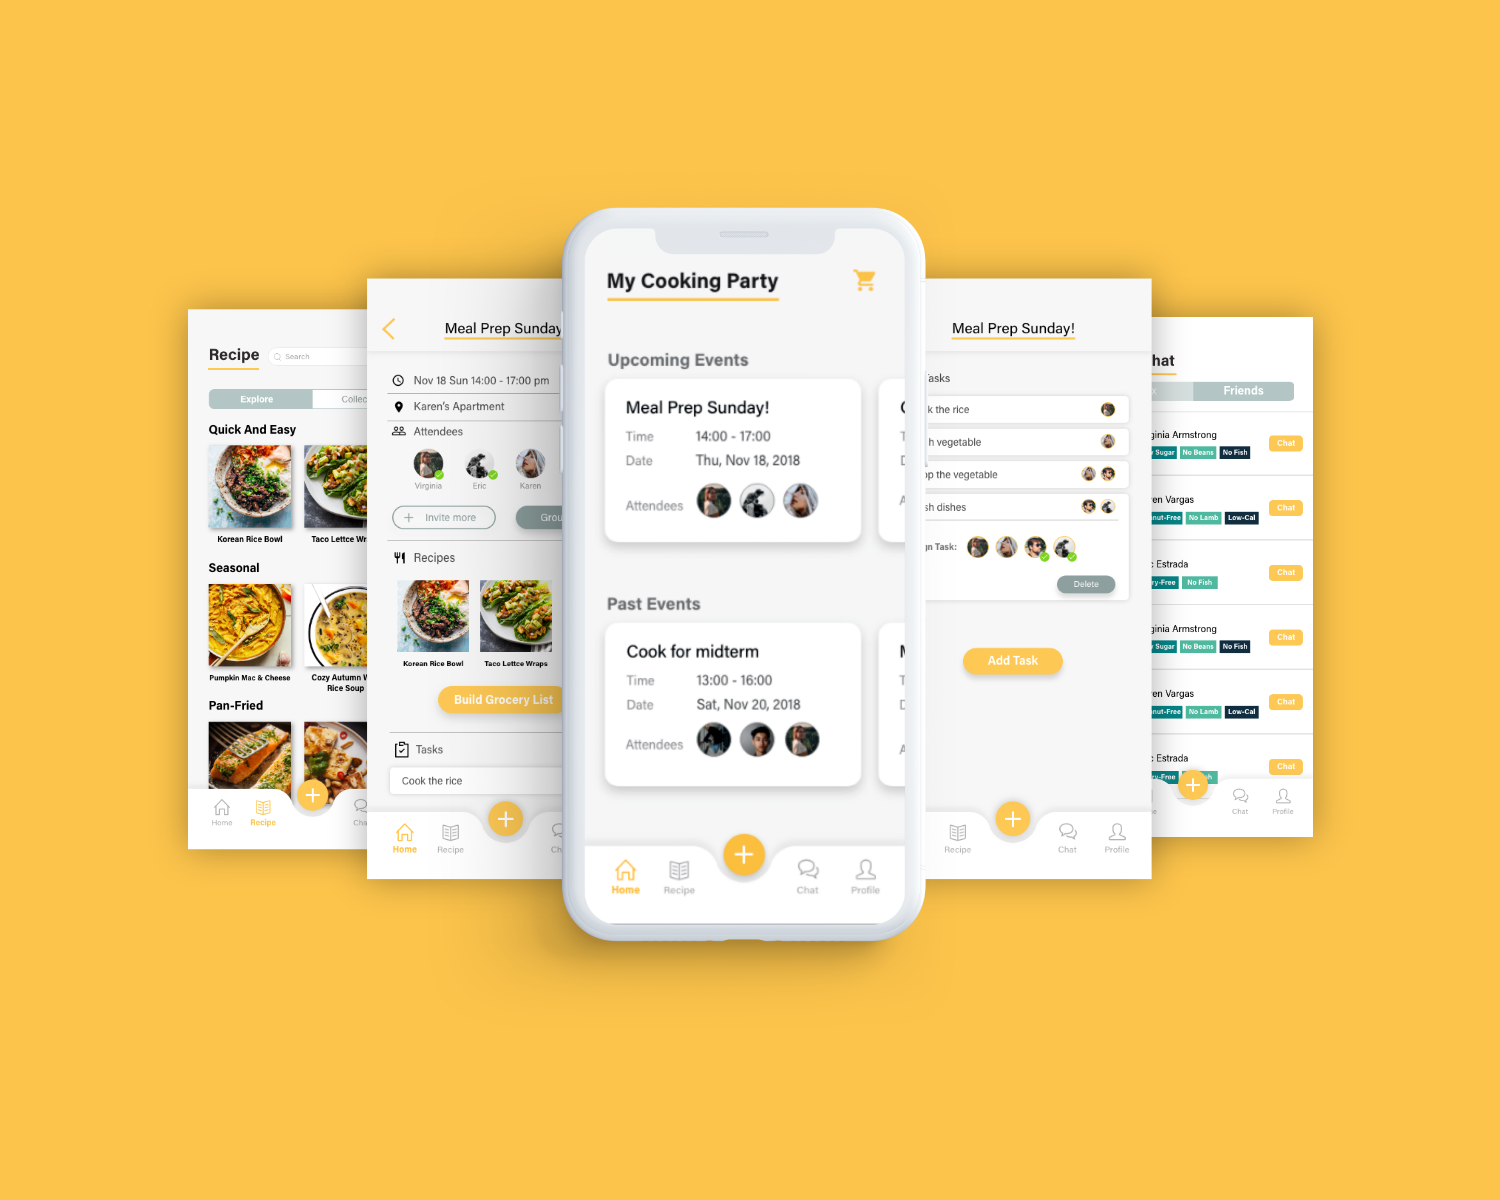 Recipe
Search
Explore
Collec
Quick And Easy
Korean Rice Bowl
Taco Lettce Wr
Seasonal
Pumpkin Mac & Cheese
Cozy Autumn W
Rice Soup
Pan-Fried
Home
Recipe
Cha
Meal Prep Sunday
Nov 18 Sun 14:00 - 17:00 pm
Karen's Apartment
Attendees
Virginia
Eric
Karen
Invite more
Grou
Recipes
Korean Rice Bowl
Taco Lettce Wraps
Build Grocery List
Tasks
Cook the rice
Home
Recipe
Ch
My Cooking Party
Upcoming Events
Meal Prep Sunday!
Time 14:00 - 17:00
Date Thu, Nov 18, 2018
Attendees
Past Events
Cook for midterm
Time 13:00 - 16:00
Date Sat, Nov 20, 2018
Attendees
Home
Recipe
Chat
Profile
Meal Prep Sunday!
Tasks
k the rice
h vegetable
op the vegetable
sh dishes
gn Task:
Delete
Add Task
Recipe
Chat
Profile
hat
Friends
ginia Armstrong
Chat
Sugar No Beans No Fish
en Vargas
Chat
nut-Free No Lamb Low-Cal
c Estrada
Chat
ry-Free No Fish
ginia Armstrong
Chat
Sugar No Beans No Fish
en Vargas
Chat
nut-Free No Lamb Low-Cal
c Estrada
Chat
ry-Free
Chat
Profile